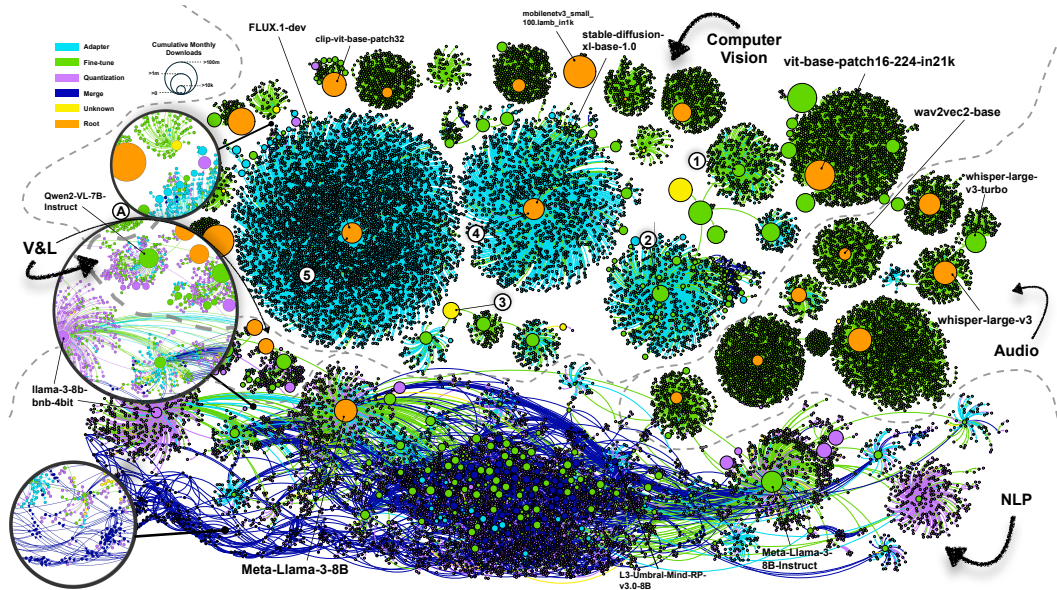 Adapter
Fine-tune
Quantization
Merge
Unknown
Root
Cumulative Monthly
Downloads
>100m
>1m
>10k
>0
FLUX.1-dev
clip-vit-base-patch32
mobilenetv3_small_
100.lamb_in1k
stable-diffusion-
xl-base-1.0
Computer
Vision
vit-base-patch16-224-in21k
wav2vec2-base
whisper-large-
v3-turbo
1
Qwen2-VL-7B-
Instruct
A
V&L
4
2
5
3
whisper-large-v3
Audio
llama-3-8b-
bnb-4bit
NLP
Meta-Llama-3-8B
L3-Umbral-Mind-RP-
v3.0-8B
Meta-Llama-3-
8B-Instruct